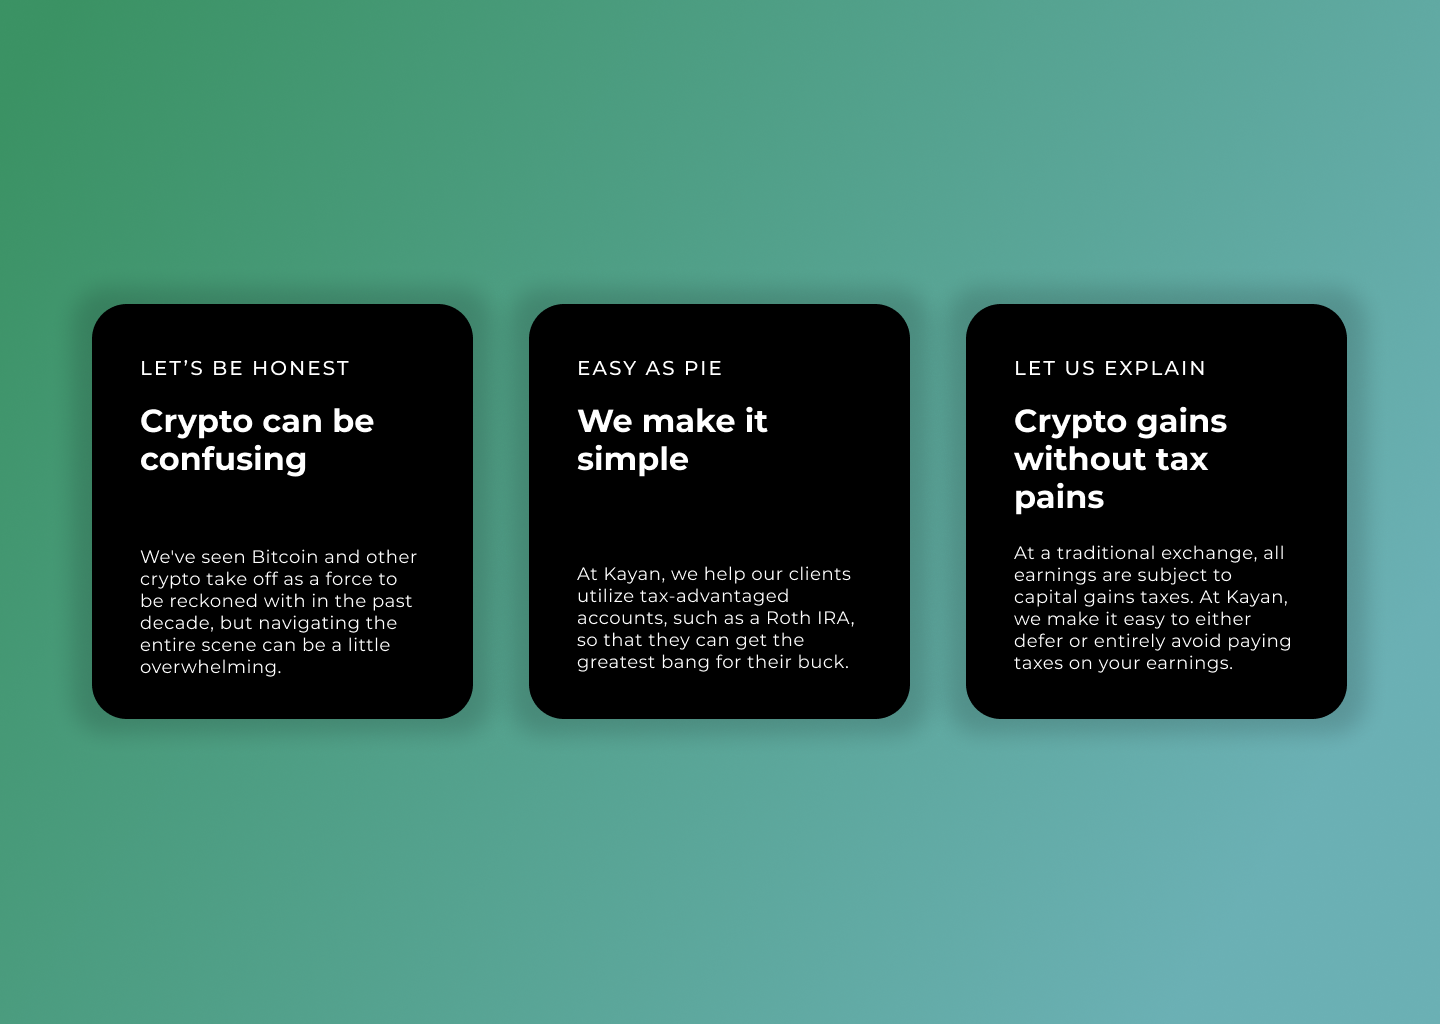 LET’S BE HONEST
Crypto can be
confusing
We've seen Bitcoin and other
crypto take off as a force to
be reckoned with in the past
decade, but navigating the
entire scene can be a little
overwhelming.
EASY AS PIE
We make it
simple
At Kayan, we help our clients
utilize tax-advantaged
accounts, such as a Roth IRA,
so that they can get the
greatest bang for their buck.
LET US EXPLAIN
Crypto gains
without tax
pains
At a traditional exchange, all
earnings are subject to
capital gains taxes. At Kayan,
we make it easy to either
defer or entirely avoid paying
taxes on your earnings.